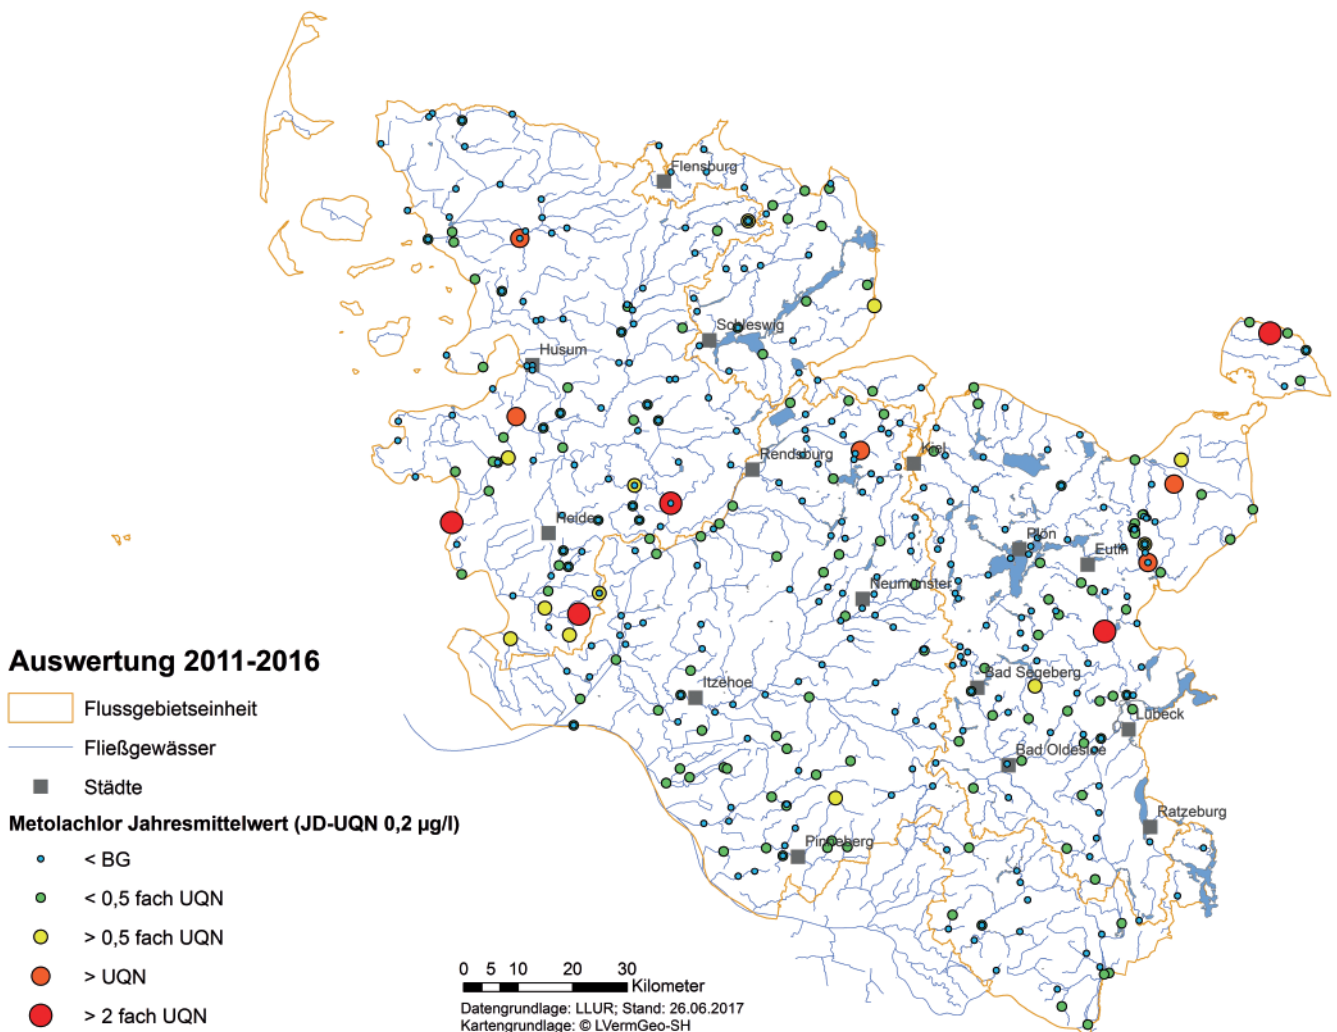 Flensburg
Schleswig
Husum
Rendsburg
Kiel
Heide
Plön
Eutin
Neumünster
Bad Segeberg
Itzehoe
Lübeck
Bad Oldesloe
Ratzeburg
Pinneberg
Auswertung 2011-2016
Flussgebietseinheit
Fließgewässer
Städte
Metolachlor Jahresmittelwert (JD-UQN 0,2 µg/l)
< BG
< 0,5 fach UQN
> 0,5 fach UQN
> UQN
> 2 fach UQN
0 5 10 20 30
Kilometer
Datengrundlage: LLUR; Stand: 26.06.2017
Kartengrundlage: © LVermGeo-SH